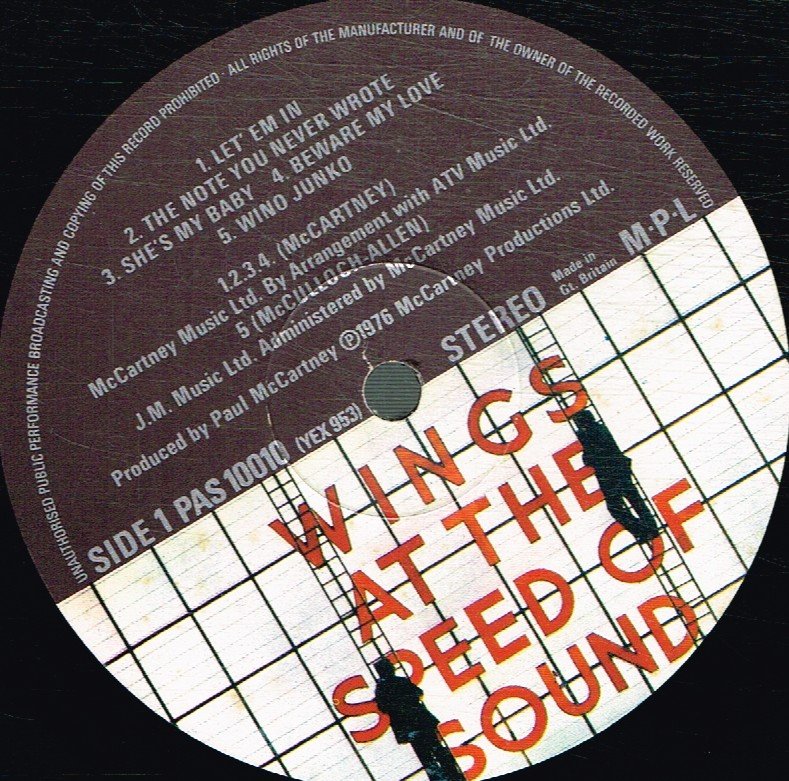 UNAUTHORISED PUBLIC PERFORMANCE BROADCASTING AND COPYING OF THIS RECORD PROHIBITED · ALL RIGHTS OF THE MANUFACTURER AND OF THE OWNER OF THE RECORDED WORK RESERVED
1. LET' EM IN
2. THE NOTE YOU NEVER WROTE
3. SHE'S MY BABY 4. BEWARE MY LOVE
5. WINO JUNKO
1.2.3.4. (McCARTNEY)
McCartney Music Ltd. By Arrangement with ATV Music Ltd.
5 (McCULLOCH-ALLEN)
J.M. Music Ltd. Administered by McCartney Music Ltd.
Produced by Paul McCartney ℗1976 McCartney Productions Ltd.
SIDE 1 PAS 10010 (YEX 953) STEREO Made in Gt. Britain M·P·L
WINGS
AT THE
SPEED OF
SOUND